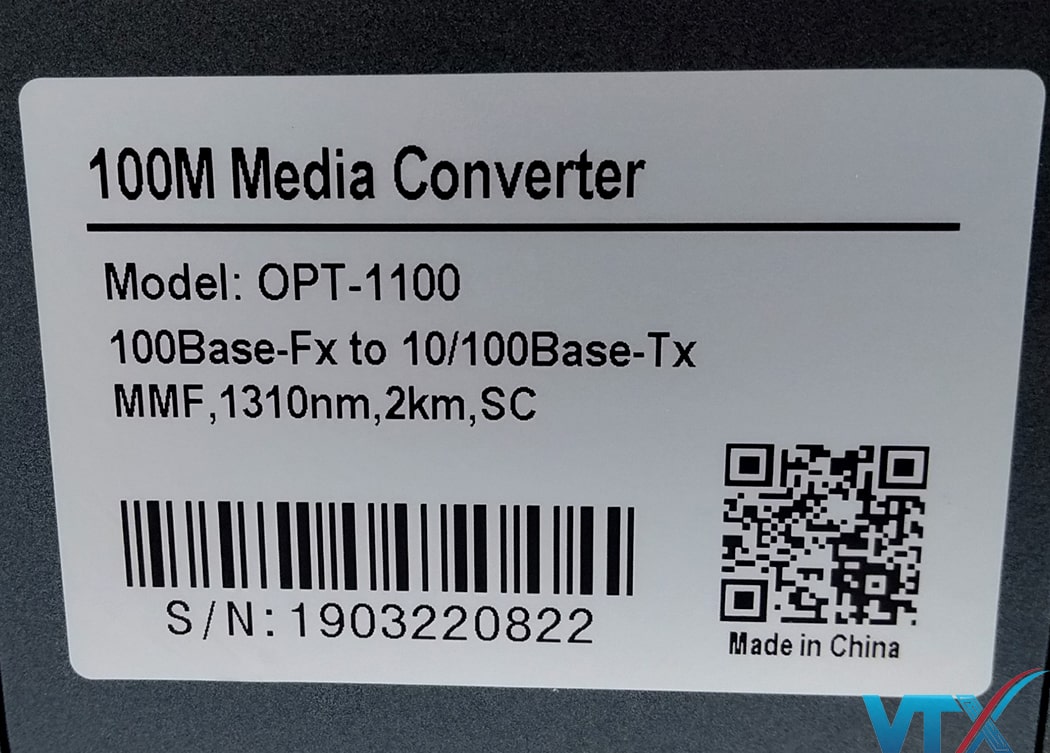 100M Media Converter
Model: OPT-1100
100Base-Fx to 10/100Base-Tx
MMF,1310nm,2km,SC
S/N:1903220822
Made in China
VTX